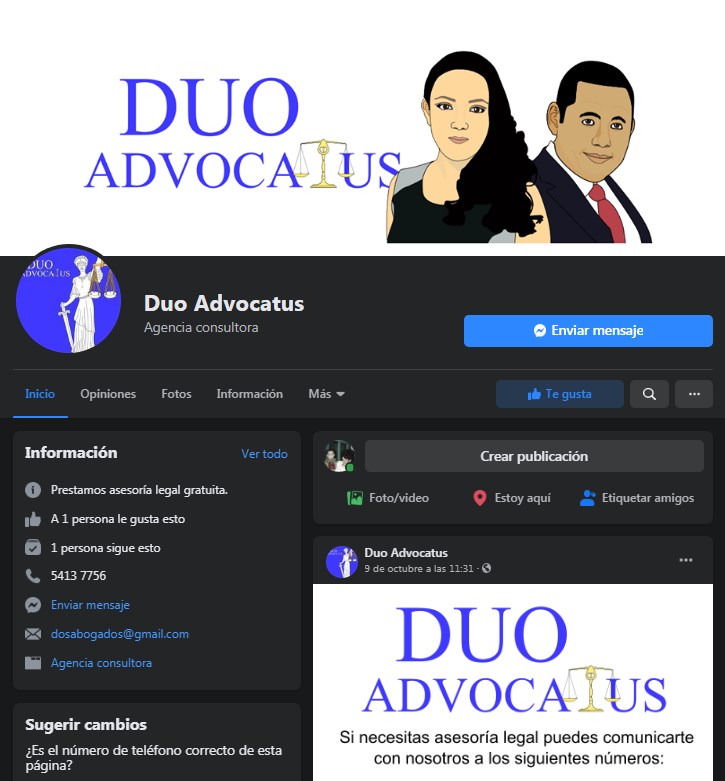 DUO
ADVOCATUS
DUO
ADVOCATUS
Duo Advocatus
Agencia consultora
Enviar mensaje
Inicio
Opiniones
Fotos
Información
Más
Te gusta
Información
Ver todo
Prestamos asesoría legal gratuita.
A 1 persona le gusta esto
1 persona sigue esto
5413 7756
Enviar mensaje
dosabogados@gmail.com
Agencia consultora
Sugerir cambios
¿Es el número de teléfono correcto de esta
página?
Crear publicación
Foto/video
Estoy aquí
Etiquetar amigos
Duo Advocatus
9 de octubre a las 11:31 ·
DUO
ADVOCATUS
Si necesitas asesoría legal puedes comunicarte
con nosotros a los siguientes números: